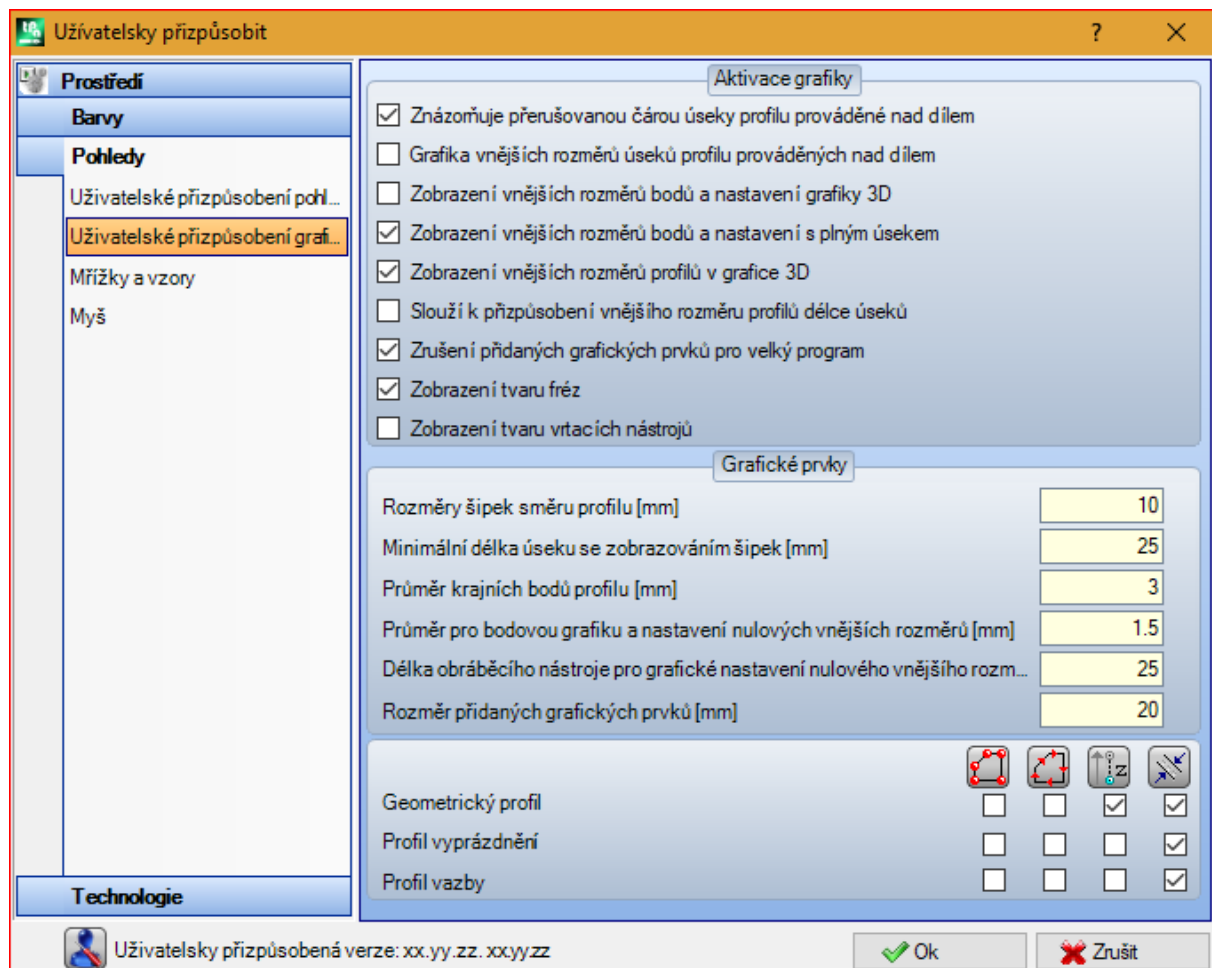 Užívatelsky přizpůsobit
?
Prostředí
Barvy
Pohledy
Uživatelské přizpůsobení pohl...
Uživatelské přizpůsobení grafi...
Mřížky a vzory
Myš
Technologie
Aktivace grafiky
Znázorňuje přerušovanou čárou úseky profilu prováděné nad dílem
Grafika vnějších rozměrů úseků profilu prováděných nad dílem
Zobrazení vnějších rozměrů bodů a nastavení grafiky 3D
Zobrazení vnějších rozměrů bodů a nastavení s plným úsekem
Zobrazení vnějších rozměrů profilů v grafice 3D
Slouží k přizpůsobení vnějšího rozměru profilů délce úseků
Zrušení přidaných grafických prvků pro velký program
Zobrazení tvaru fréz
Zobrazení tvaru vrtacích nástrojů
Grafické prvky
Rozměry šipek směru profilu [mm] 10
Minimální délka úseku se zobrazováním šipek [mm] 25
Průměr krajních bodů profilu [mm] 3
Průměr pro bodovou grafiku a nastavení nulových vnějších rozměrů [mm] 1.5
Délka obráběcího nástroje pro grafické nastavení nulového vnějšího rozm... 25
Rozměr přidaných grafických prvků [mm] 20
z
Geometrický profil
Profil vyprázdnění
Profil vazby
Uživatelsky přizpůsobená verze: xx.yy.zz. xx.yy.zz
Ok
Zrušit